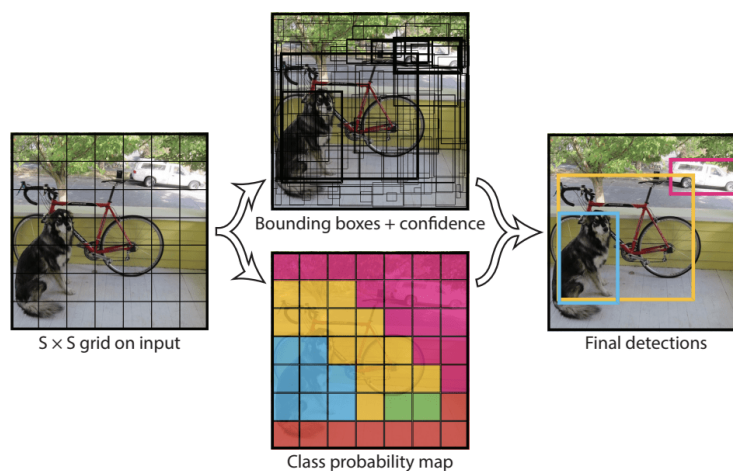 S × S grid on input
Bounding boxes + confidence
Class probability map
Final detections